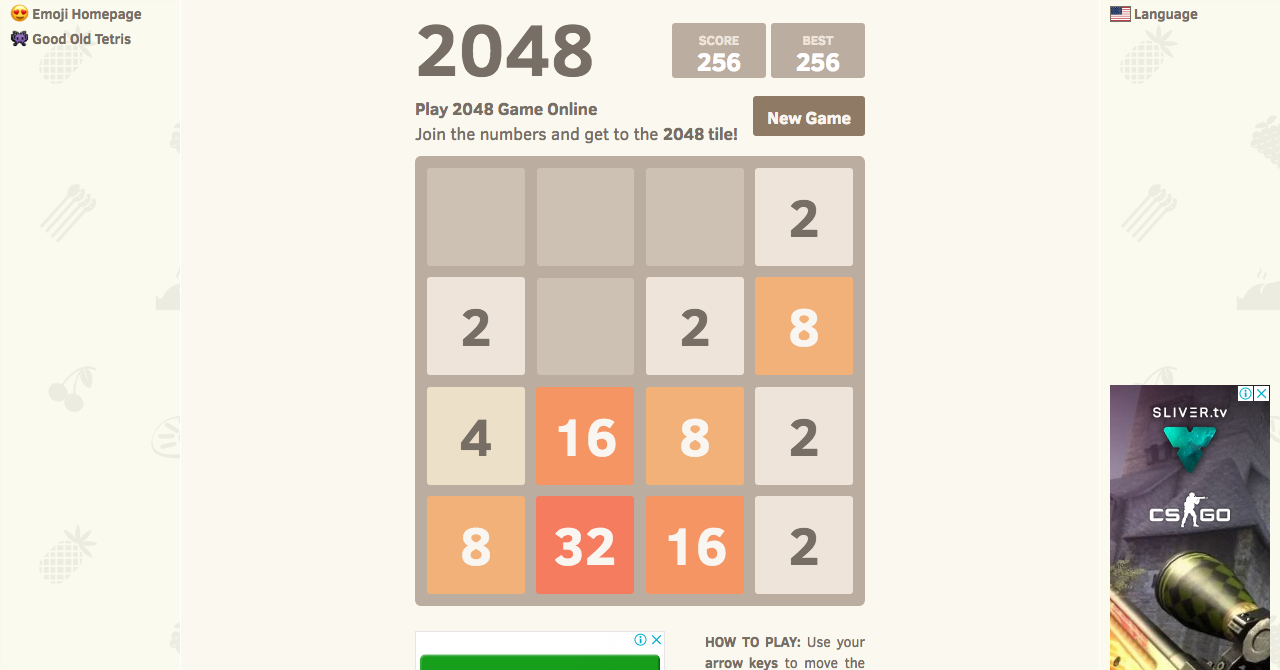 Emoji Homepage
Good Old Tetris
2048
SCORE
256
BEST
256
Play 2048 Game Online
Join the numbers and get to the 2048 tile!
New Game
2
2 2 8
4 16 8 2
8 32 16 2
HOW TO PLAY: Use your
arrow keys to move the
Language
SLIVER.tv
CS GO